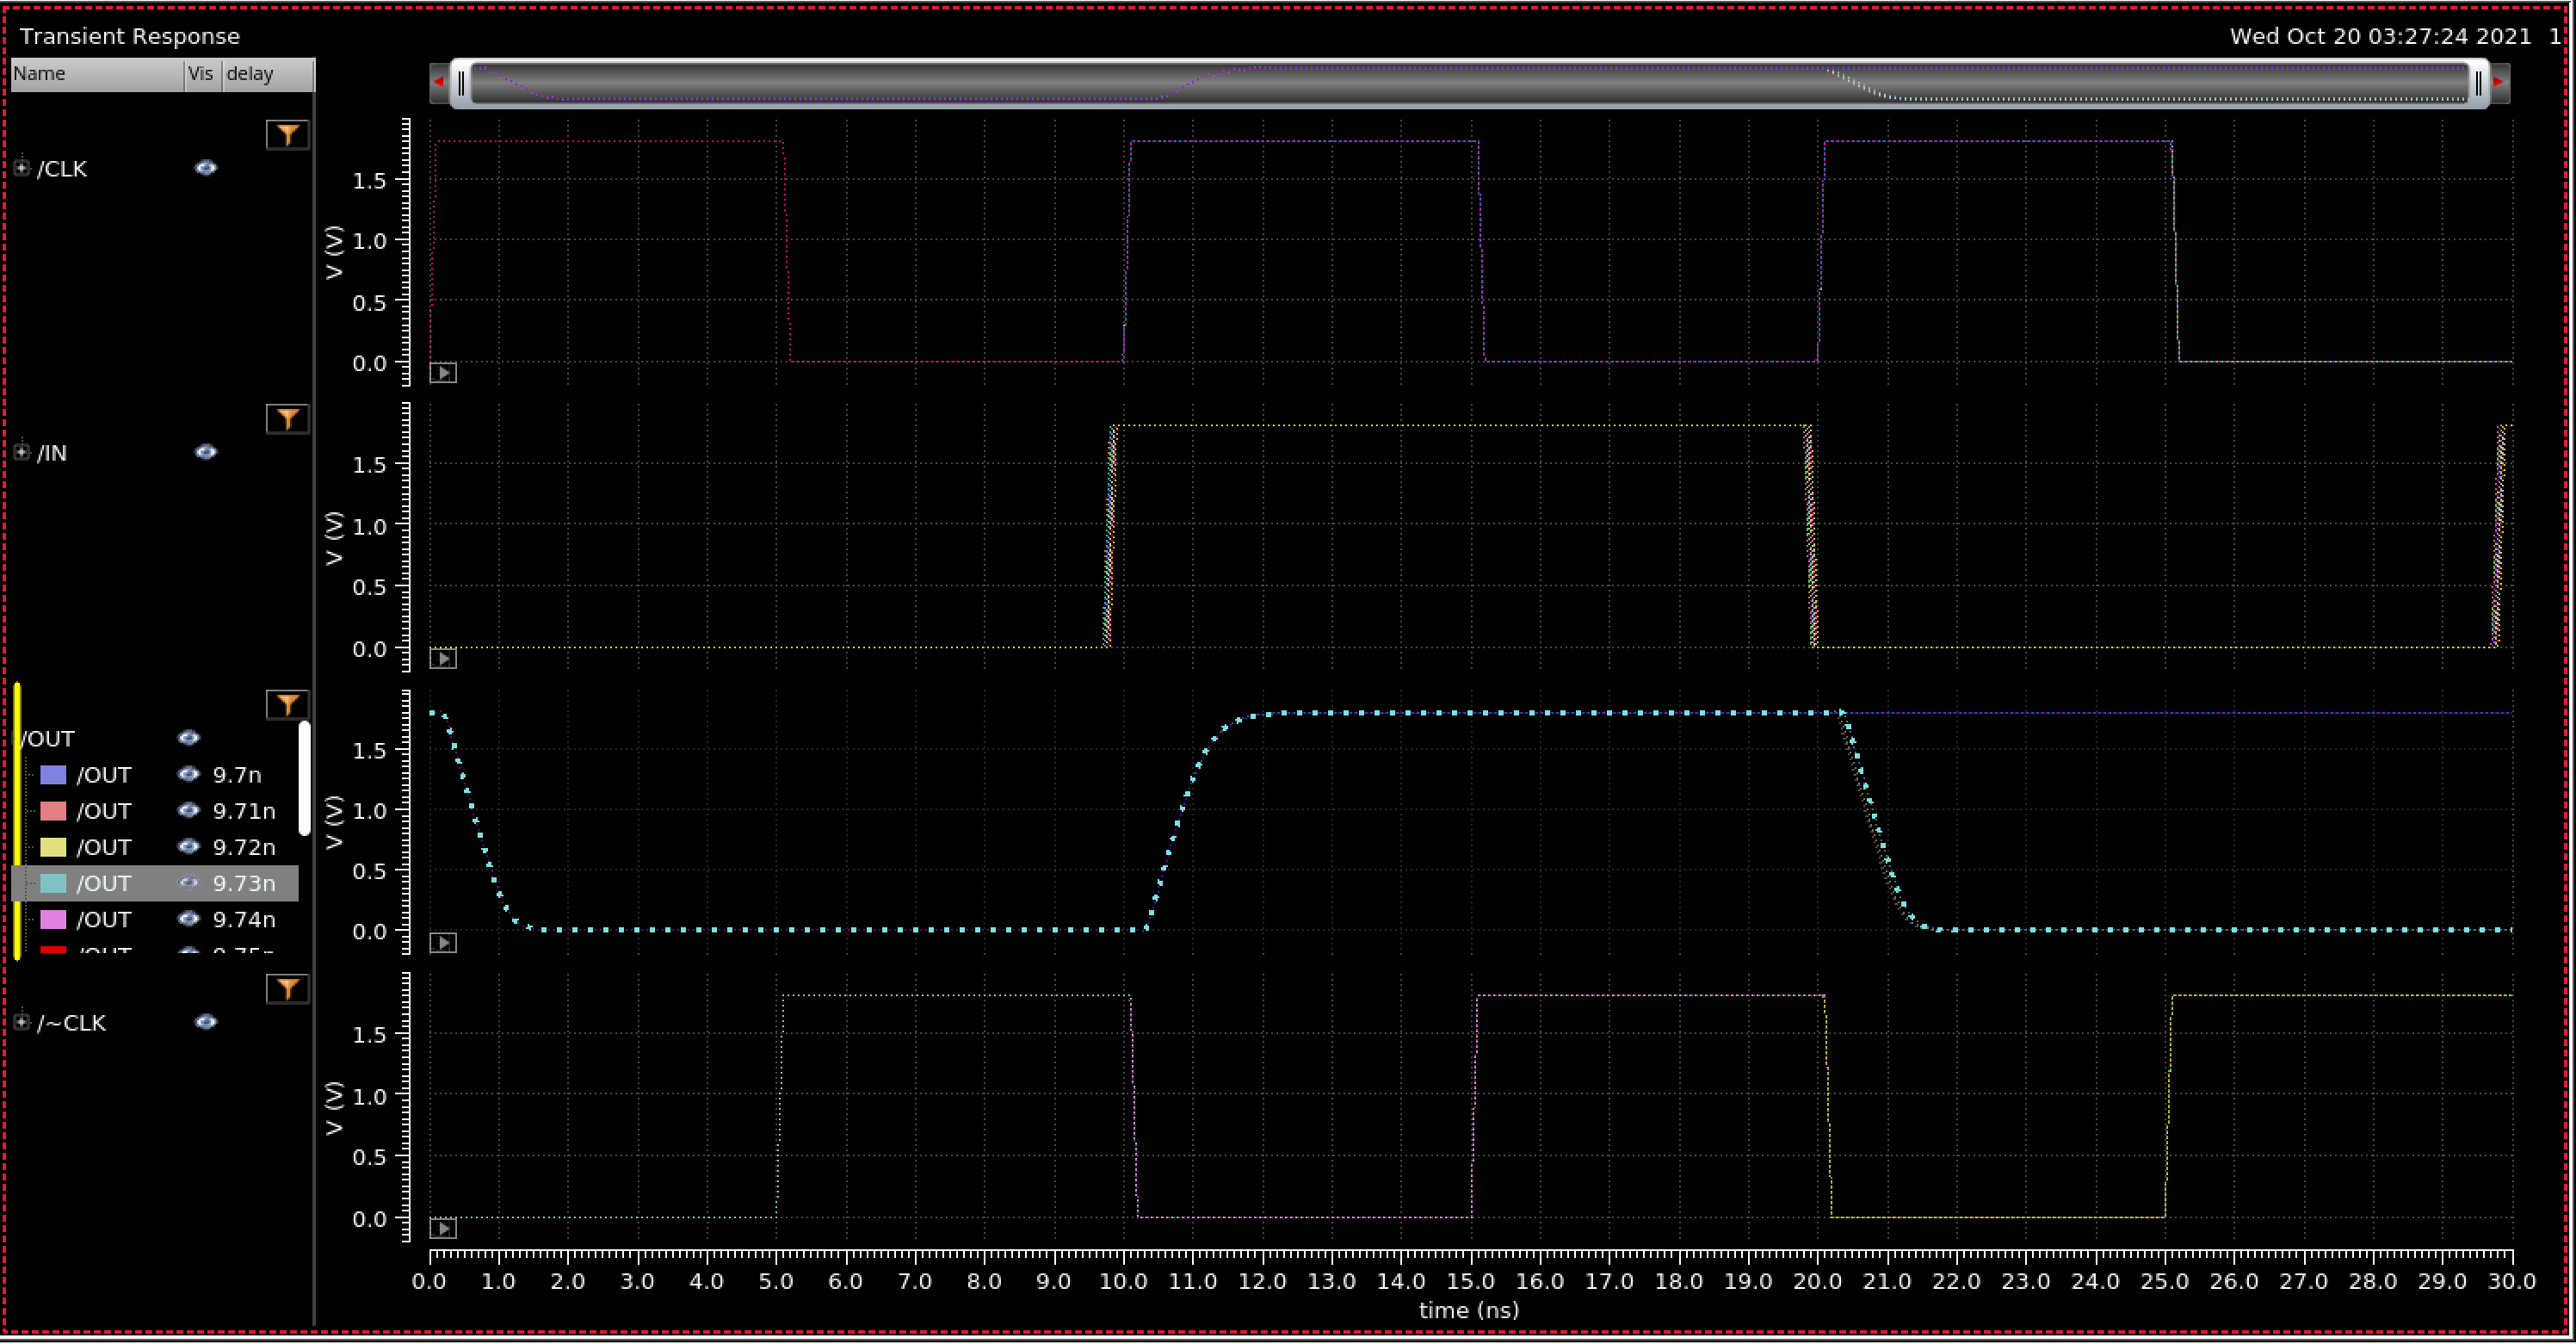 Transient Response
Wed Oct 20 03:27:24 2021 1
Name Vis delay
/CLK
V (V)
1.5
1.0
0.5
0.0
/IN
V (V)
1.5
1.0
0.5
0.0
/OUT
/OUT 9.7n
/OUT 9.71n
/OUT 9.72n
/OUT 9.73n
/OUT 9.74n
V (V)
1.5
1.0
0.5
0.0
/~CLK
V (V)
1.5
1.0
0.5
0.0
0.0 1.0 2.0 3.0 4.0 5.0 6.0 7.0 8.0 9.0 10.0 11.0 12.0 13.0 14.0 15.0 16.0 17.0 18.0 19.0 20.0 21.0 22.0 23.0 24.0 25.0 26.0 27.0 28.0 29.0 30.0
time (ns)